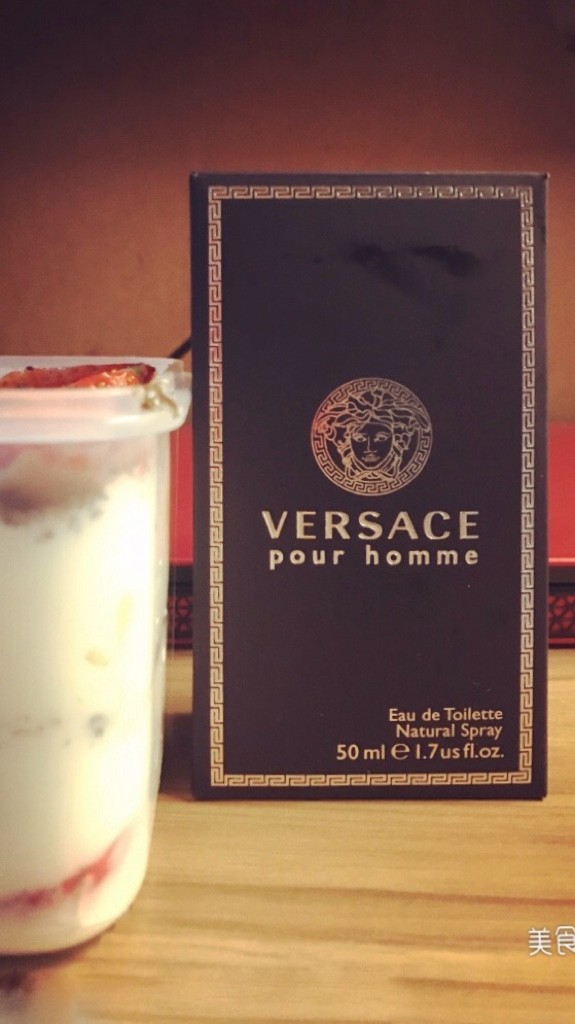 VERSACE
pour homme
Eau de Toilette
Natural Spray
50 ml e 1.7 us fl.oz.
美食